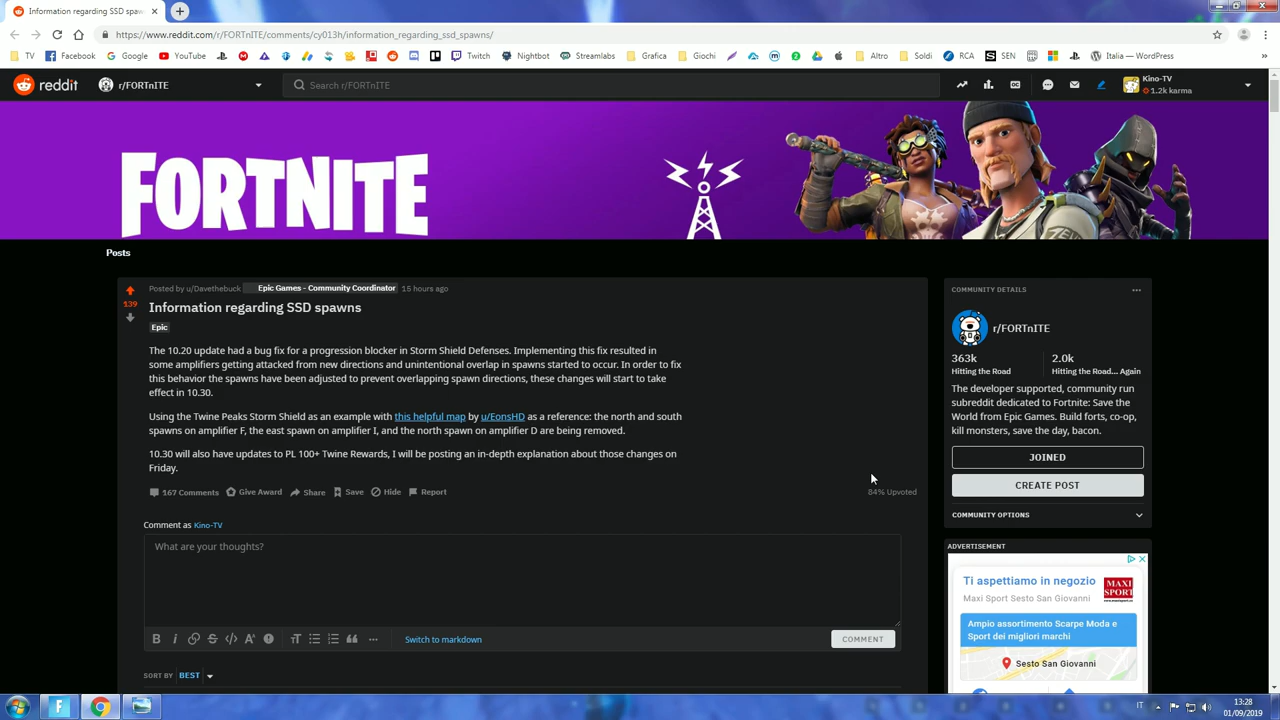 Information regarding SSD spaw
https://www.reddit.com/r/FORTnITE/comments/cy013h/information_regarding_ssd_spawns/
TV Facebook Google YouTube Twitch Nightbot Streamlabs Grafica Giochi Altro Soldi RCA SEN Italia — WordPress »
reddit r/FORTnITE Search r/FORTnITE Kino-TV
1.2k karma
FORTNITE
Posts
Posted by u/Davethebuck Epic Games - Community Coordinator 15 hours ago
139
Information regarding SSD spawns
Epic
The 10.20 update had a bug fix for a progression blocker in Storm Shield Defenses. Implementing this fix resulted in
some amplifiers getting attacked from new directions and unintentional overlap in spawns started to occur. In order to fix
this behavior the spawns have been adjusted to prevent overlapping spawn directions, these changes will start to take
effect in 10.30.
Using the Twine Peaks Storm Shield as an example with this helpful map by u/EonsHD as a reference: the north and south
spawns on amplifier F, the east spawn on amplifier I, and the north spawn on amplifier D are being removed.
10.30 will also have updates to PL 100+ Twine Rewards, I will be posting an in-depth explanation about those changes on
Friday.
167 Comments Give Award Share Save Hide Report 84% Upvoted
Comment as Kino-TV
What are your thoughts?
B i Switch to markdown COMMENT
SORT BY BEST
COMMUNITY DETAILS
r/FORTnITE
363k 2.0k
Hitting the Road Hitting the Road... Again
The developer supported, community run
subreddit dedicated to Fortnite: Save the
World from Epic Games. Build forts, co-op,
kill monsters, save the day, bacon.
JOINED
CREATE POST
COMMUNITY OPTIONS
ADVERTISEMENT
Ti aspettiamo in negozio
Maxi Sport Sesto San Giovanni
MAXI
SPORT
Ampio assortimento Scarpe Moda e
Sport dei migliori marchi
Sesto San Giovanni
IT 13:28
01/09/2019